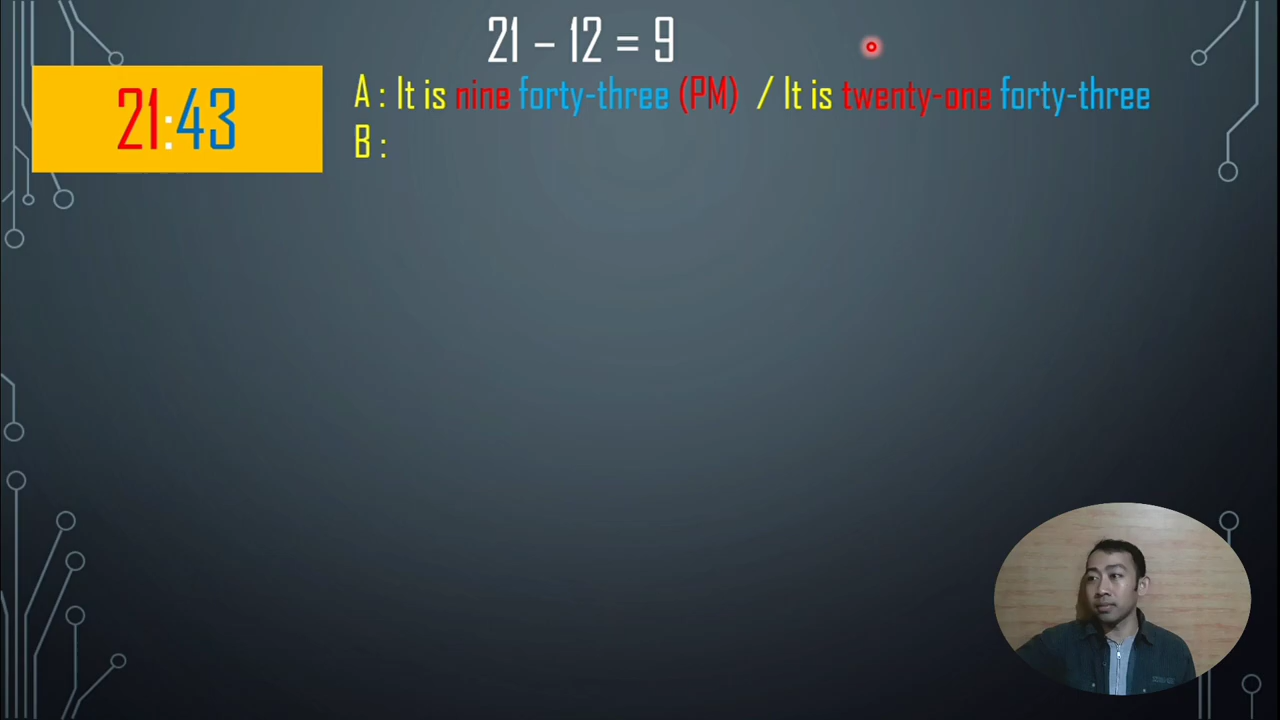 21 – 12 = 9
21:43
A : It is nine forty-three (PM) / It is twenty-one forty-three
B :